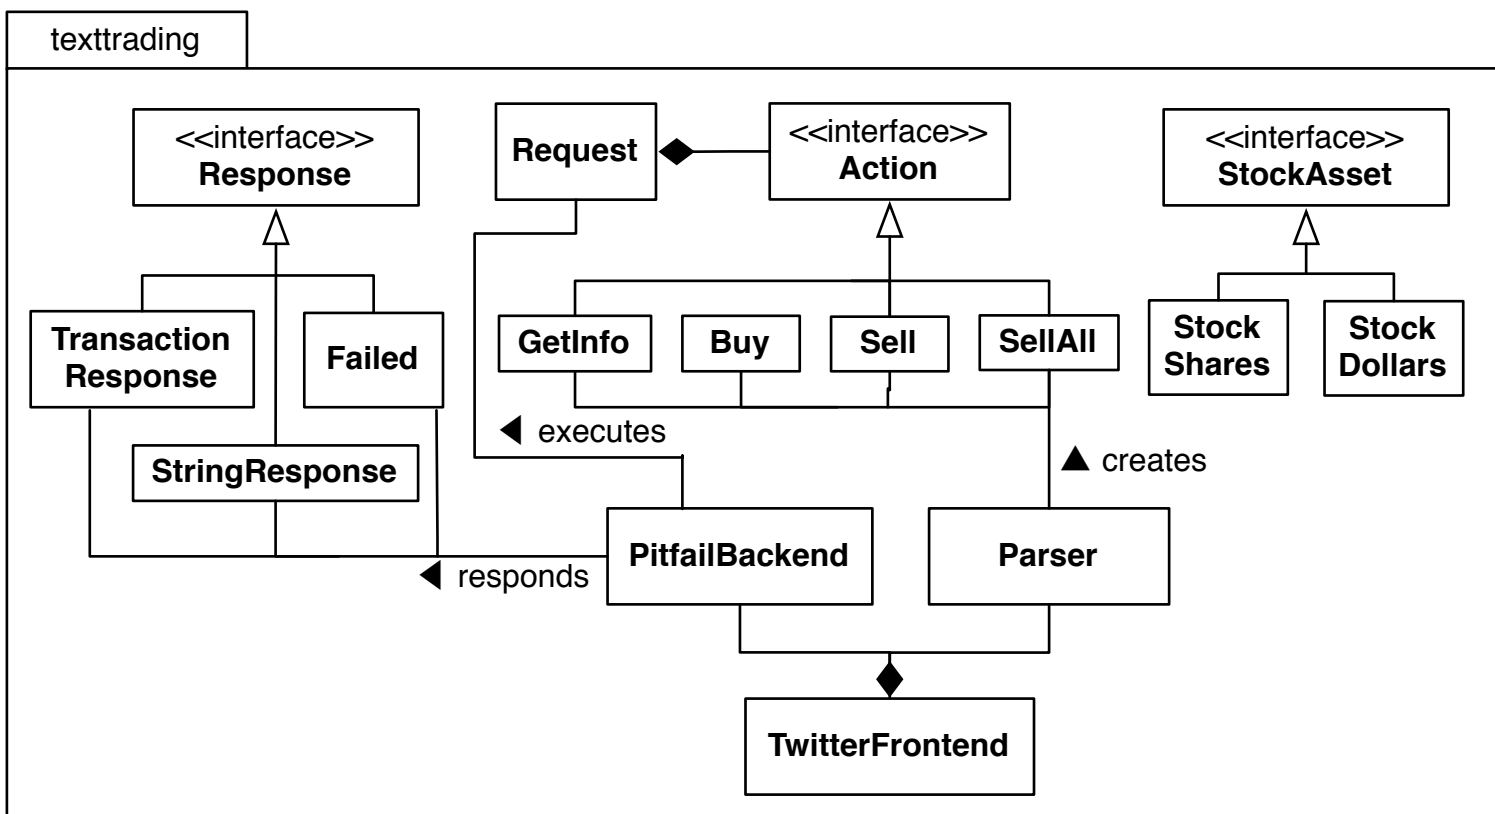 texttrading
<<interface>>
Response
Request
<<interface>>
Action
<<interface>>
StockAsset
Transaction
Response
Failed
GetInfo
Buy
Sell
SellAll
Stock
Shares
Stock
Dollars
executes
StringResponse
creates
PitfailBackend
Parser
responds
TwitterFrontend